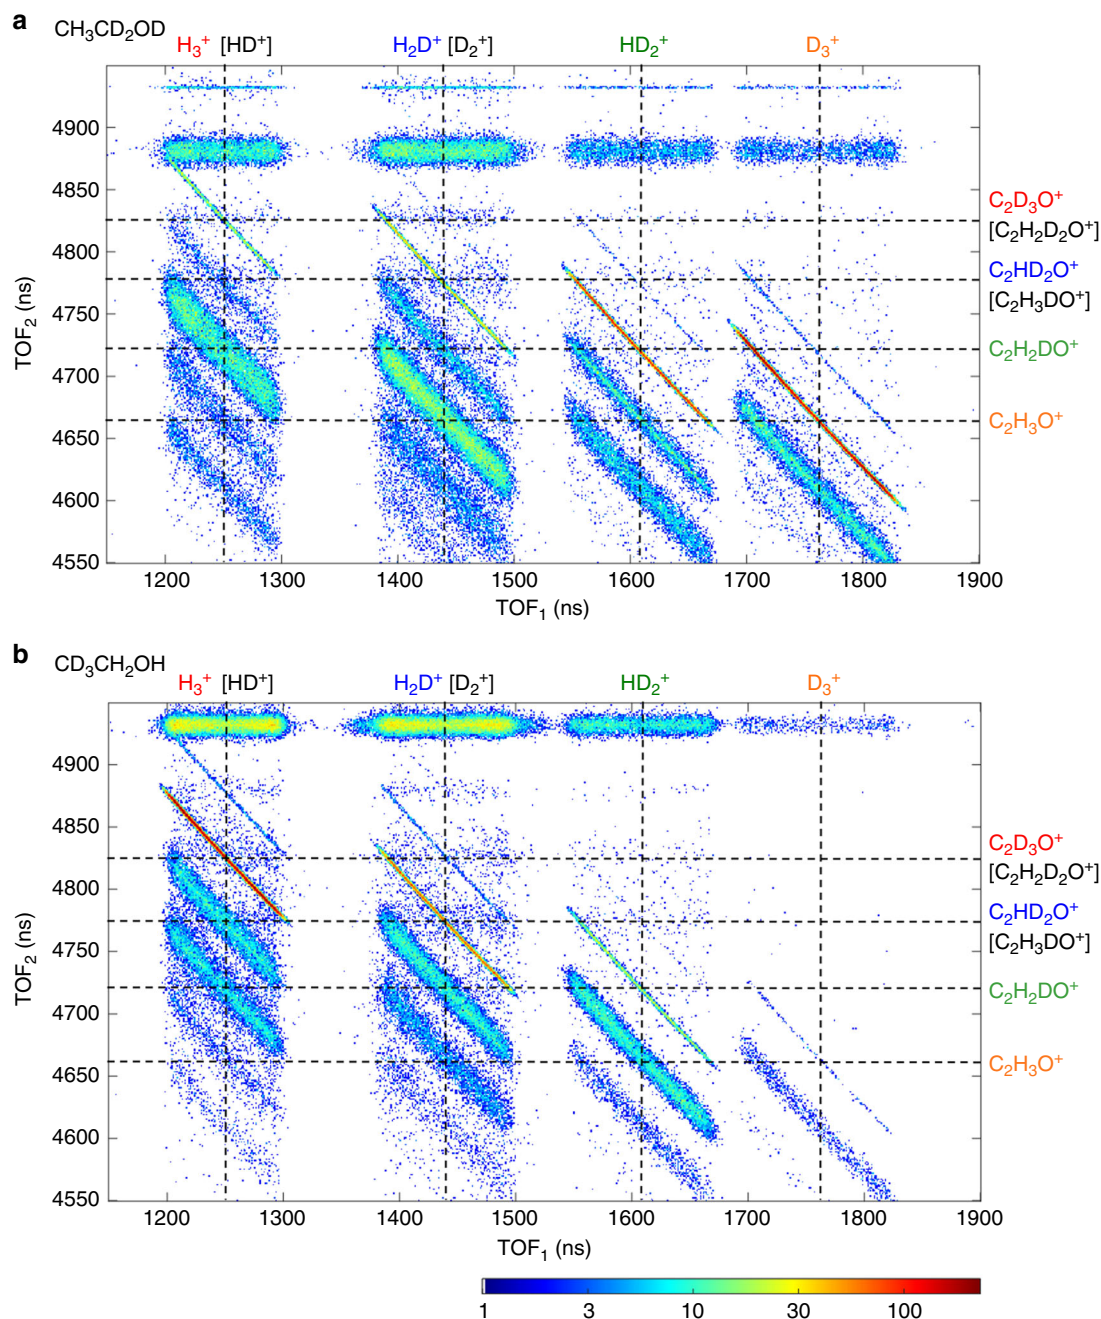 a
CH₃CD₂OD
H₃⁺ [HD⁺] H₂D⁺ [D₂⁺] HD₂⁺ D₃⁺
4900
4850
4800
4750
4700
4650
4600
4550
TOF₂ (ns)
C₂D₃O⁺
[C₂H₂D₂O⁺]
C₂HD₂O⁺
[C₂H₃DO⁺]
C₂H₂DO⁺
C₂H₃O⁺
1200 1300 1400 1500 1600 1700 1800 1900
TOF₁ (ns)
b
CD₃CH₂OH
H₃⁺ [HD⁺] H₂D⁺ [D₂⁺] HD₂⁺ D₃⁺
4900
4850
4800
4750
4700
4650
4600
4550
TOF₂ (ns)
C₂D₃O⁺
[C₂H₂D₂O⁺]
C₂HD₂O⁺
[C₂H₃DO⁺]
C₂H₂DO⁺
C₂H₃O⁺
1200 1300 1400 1500 1600 1700 1800 1900
TOF₁ (ns)
1 3 10 30 100